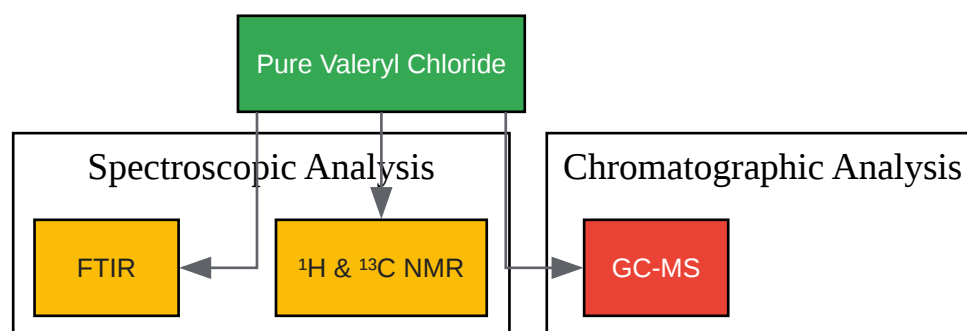 Pure Valeryl Chloride
Spectroscopic Analysis
Chromatographic Analysis
FTIR
¹H & ¹³C NMR
GC-MS